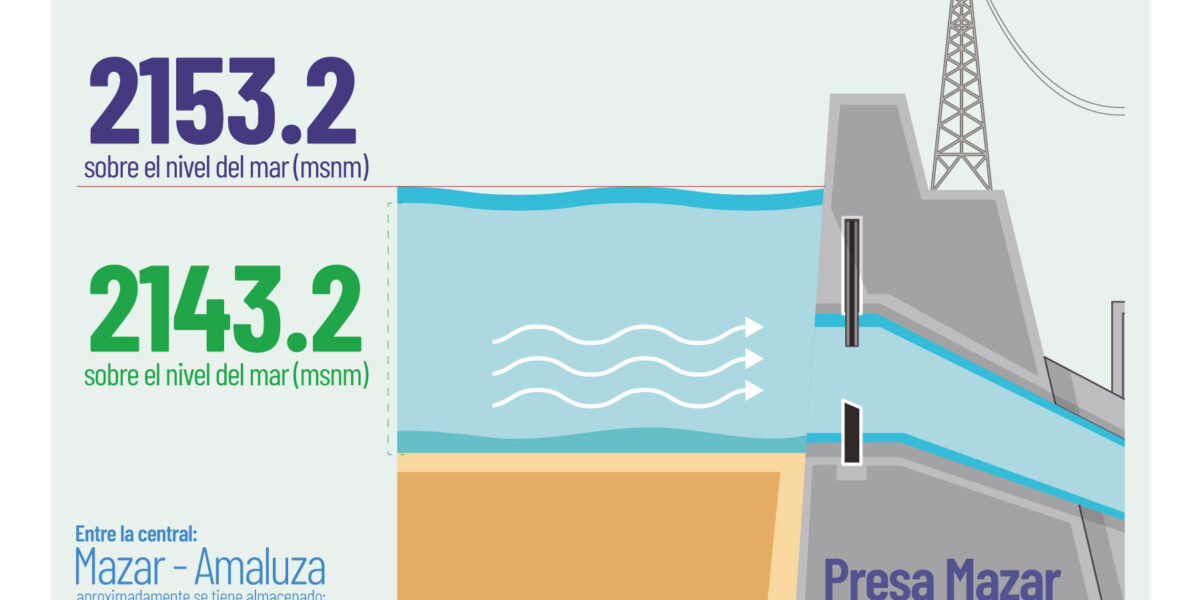 2153.2
sobre el nivel del mar (msnm)
2143.2
sobre el nivel del mar (msnm)
Entre la central:
Mazar - Amaluza
aproximadamente se tiene almacenado:
Presa Mazar